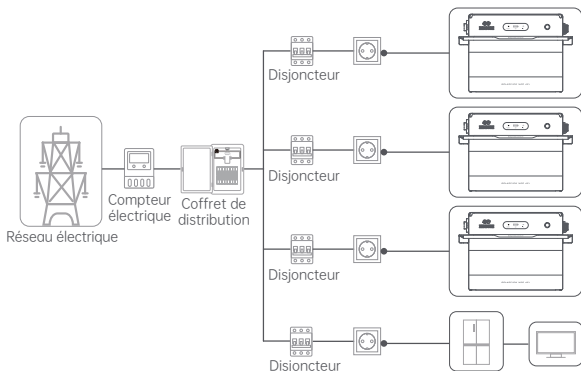 Disjoncteur
Disjoncteur
Compteur
électrique
Coffret de
distribution
Réseau électrique
Disjoncteur
Disjoncteur